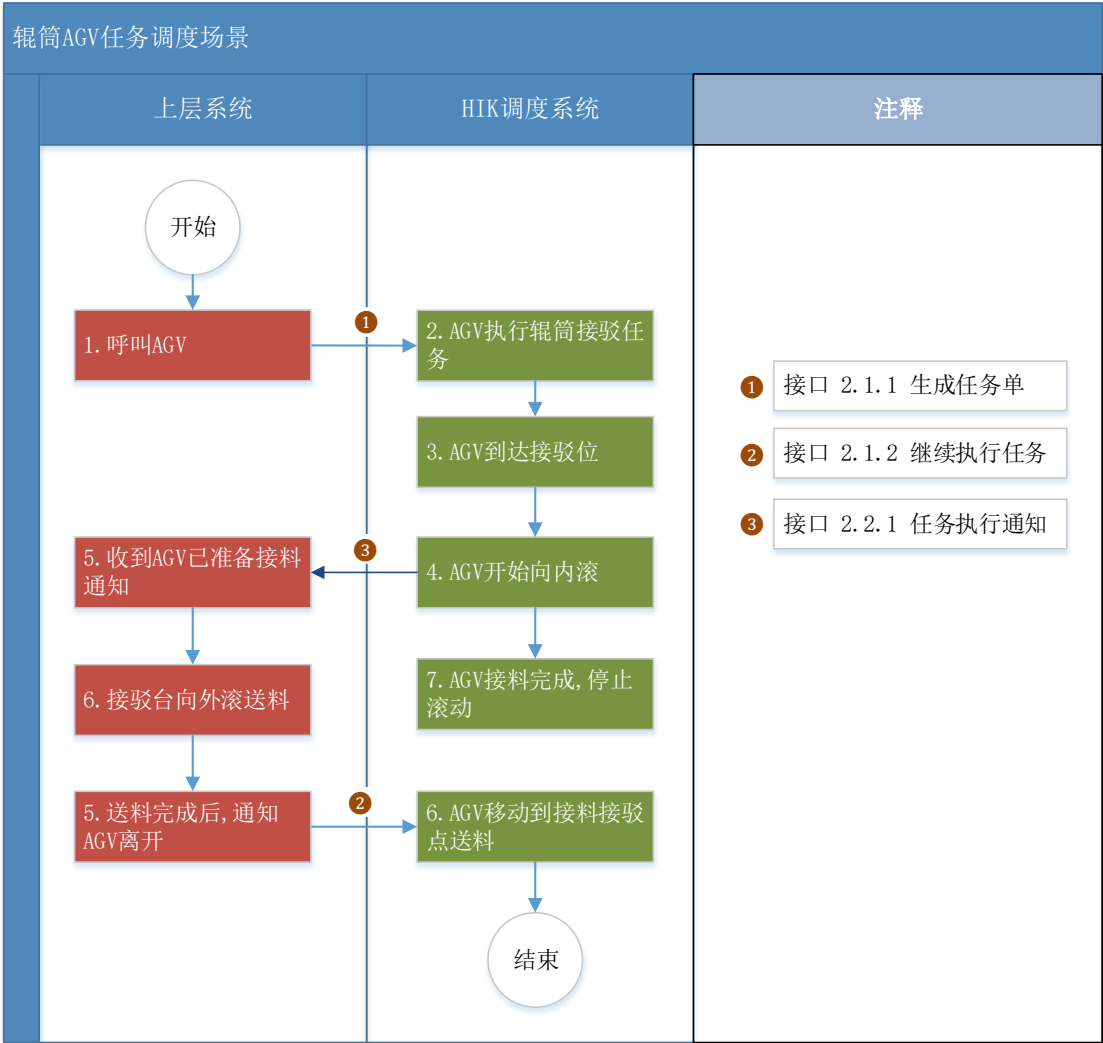 辊筒AGV任务调度场景
上层系统
HIK调度系统
注释
开始
1.呼叫AGV
❶
2.AGV执行辊筒接驳任
务
3.AGV到达接驳位
5.收到AGV已准备接料
通知
❸
4.AGV开始向内滚
6.接驳台向外滚送料
7.AGV接料完成,停止
滚动
5.送料完成后,通知
AGV离开
❷
6.AGV移动到接料接驳
点送料
结束
❶ 接口 2.1.1 生成任务单
❷ 接口 2.1.2 继续执行任务
❸ 接口 2.2.1 任务执行通知